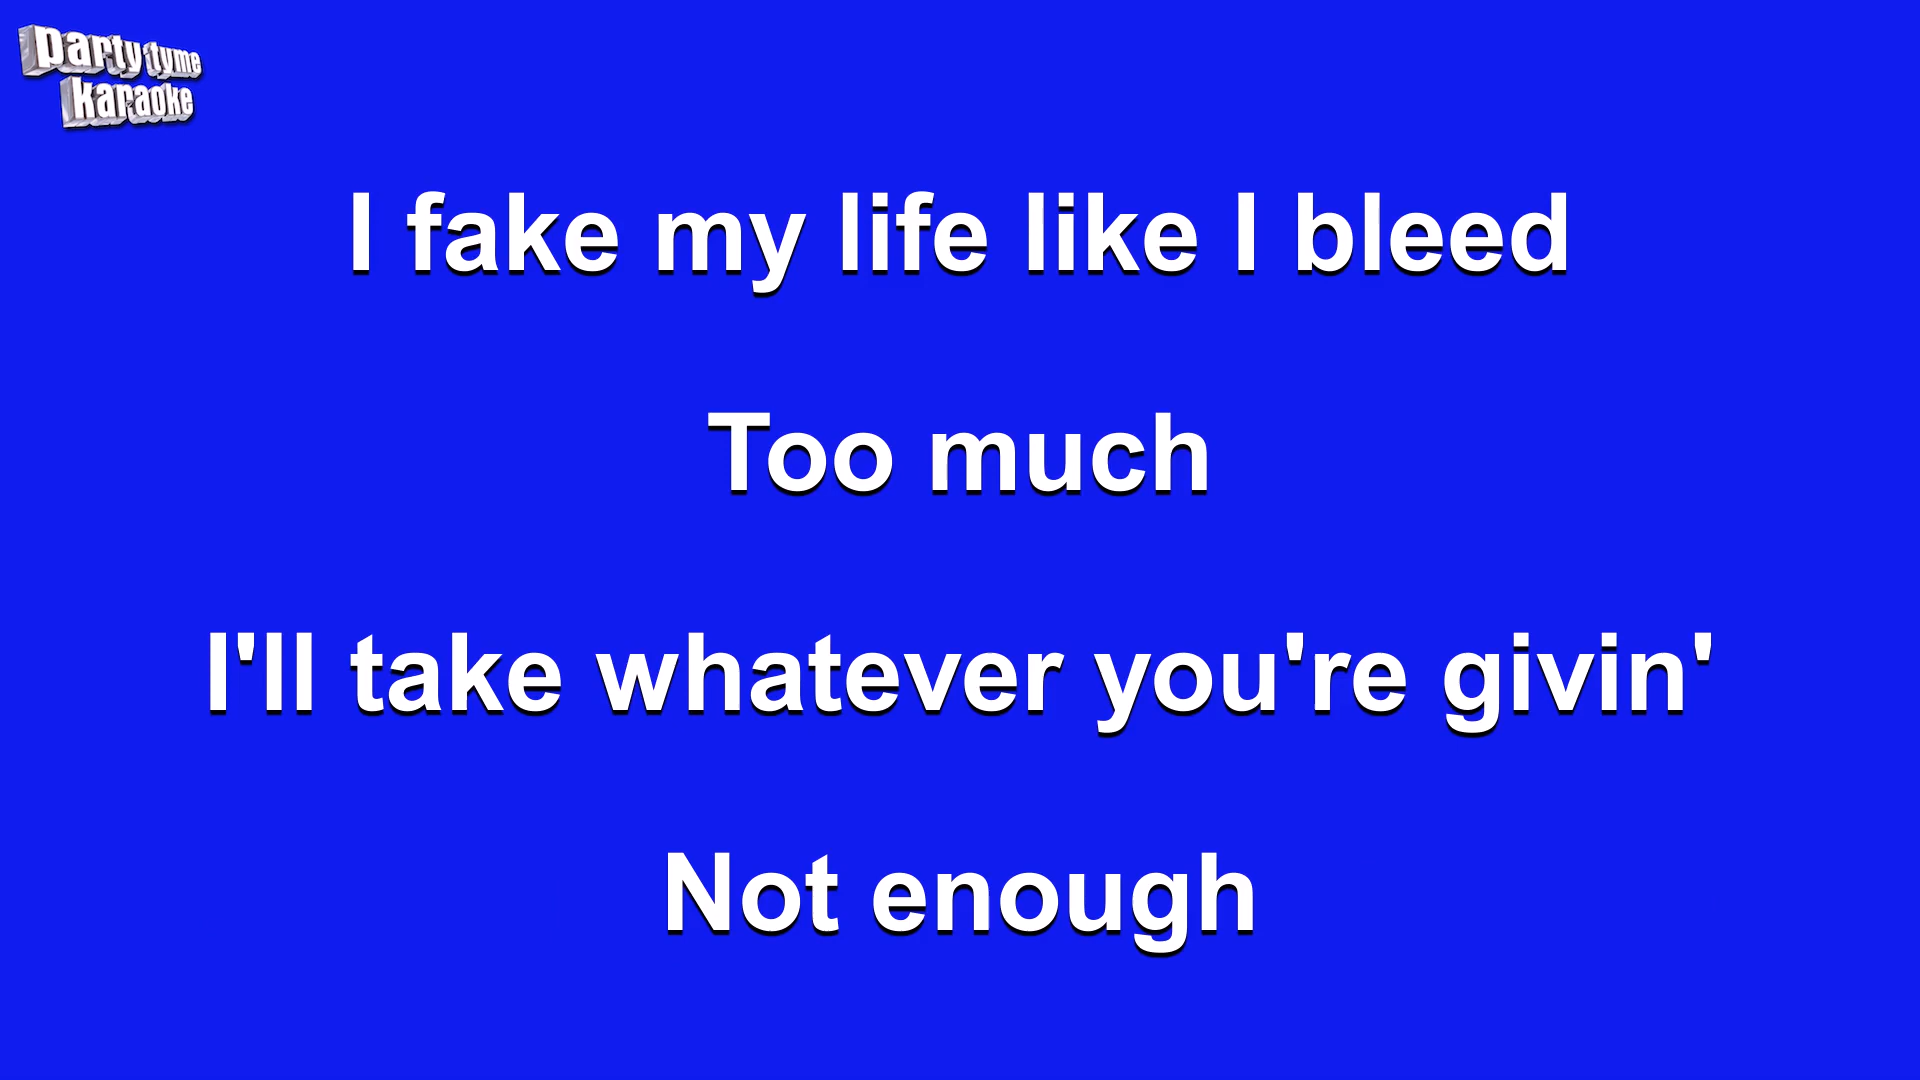 party tyme
karaoke
I fake my life like I bleed
Too much
I'll take whatever you're givin'
Not enough